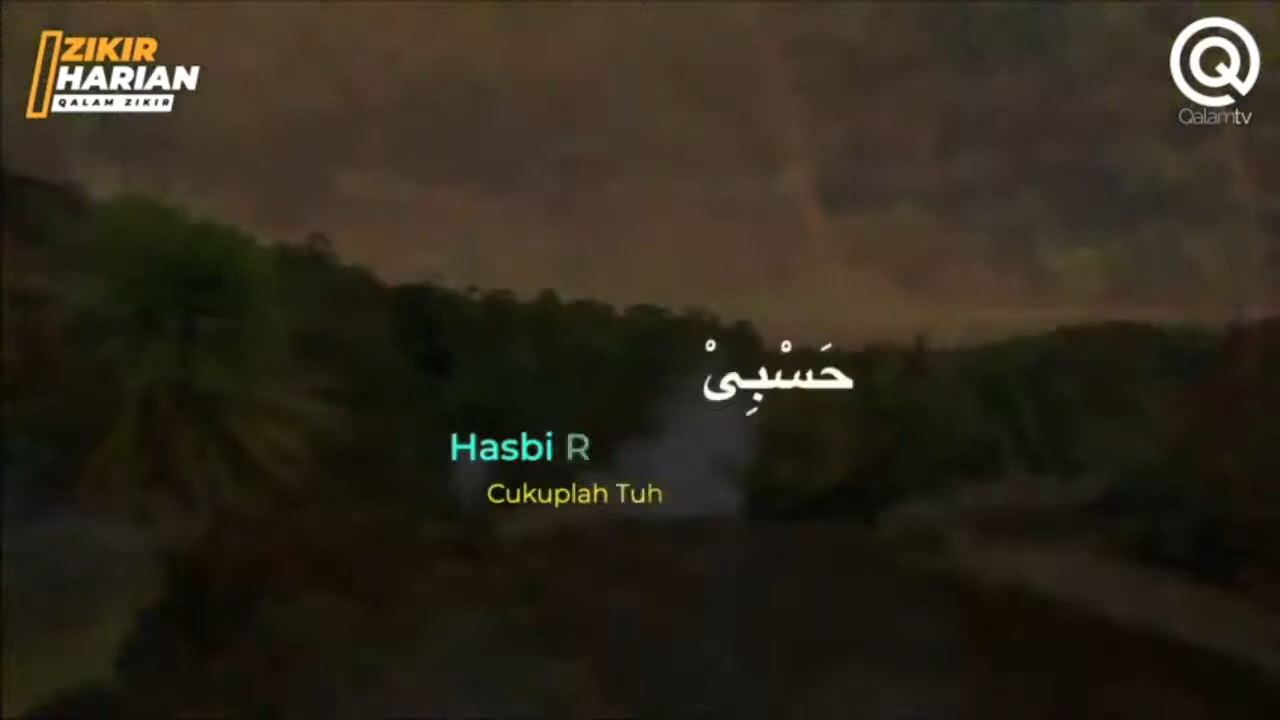 ZIKIR
HARIAN
QALAM ZIKIR
Qalamtv
حَسْبِىْ
Hasbi R
Cukuplah Tuh